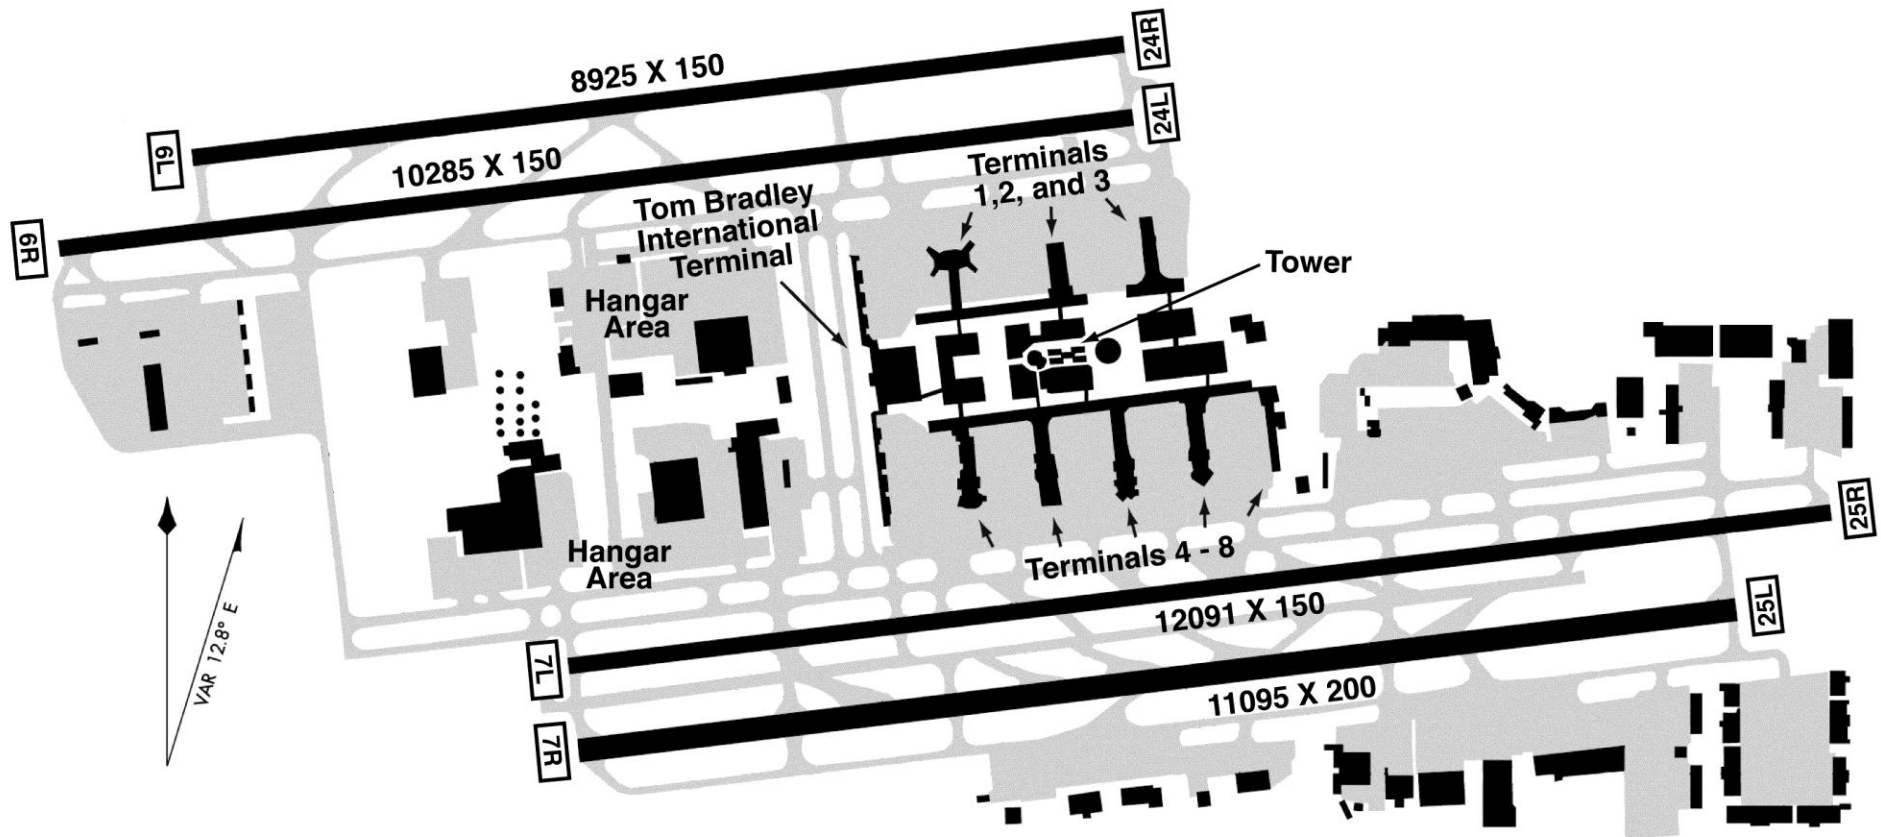 24R
8925 X 150
24L
6L
10285 X 150
Terminals
1,2, and 3
Tom Bradley
International
Terminal
6R
Tower
Hangar
Area
25R
Hangar
Area
Terminals 4 - 8
12091 X 150
25L
VAR 12.8° E
7L
11095 X 200
7R